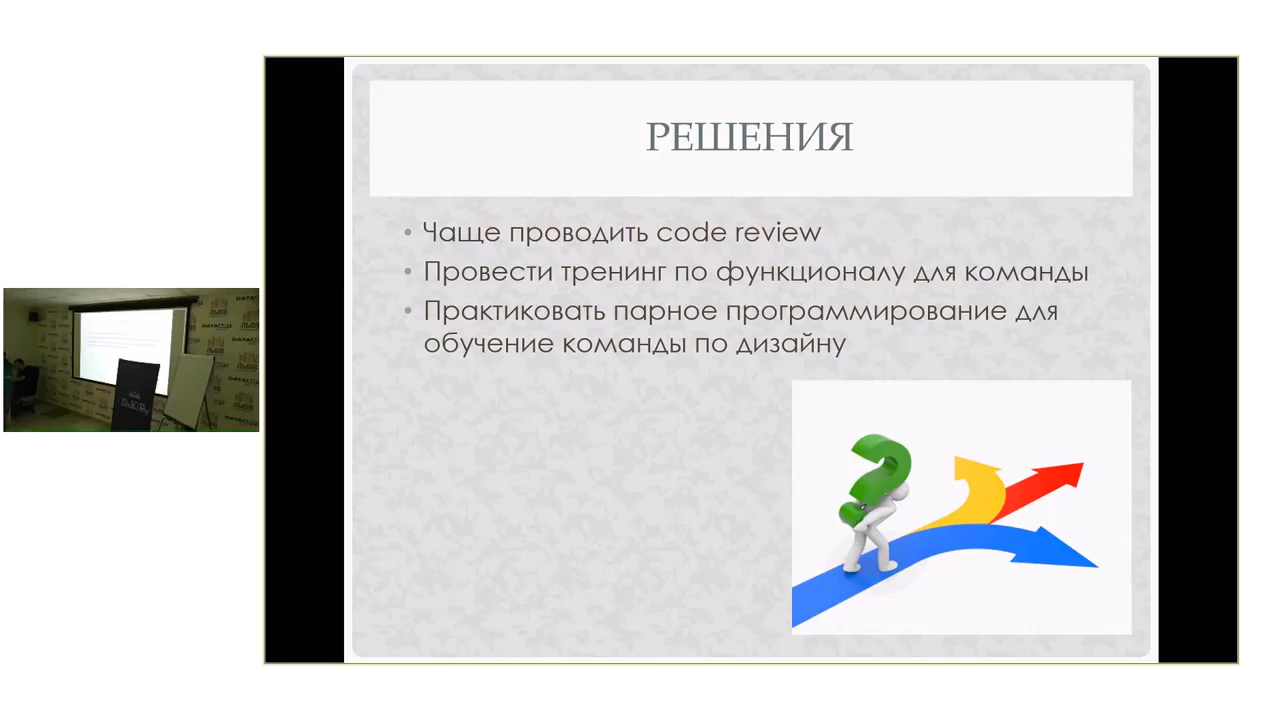 РЕШЕНИЯ
• Чаще проводить code review
• Провести тренинг по функционалу для команды
• Практиковать парное программирование для
обучение команды по дизайну